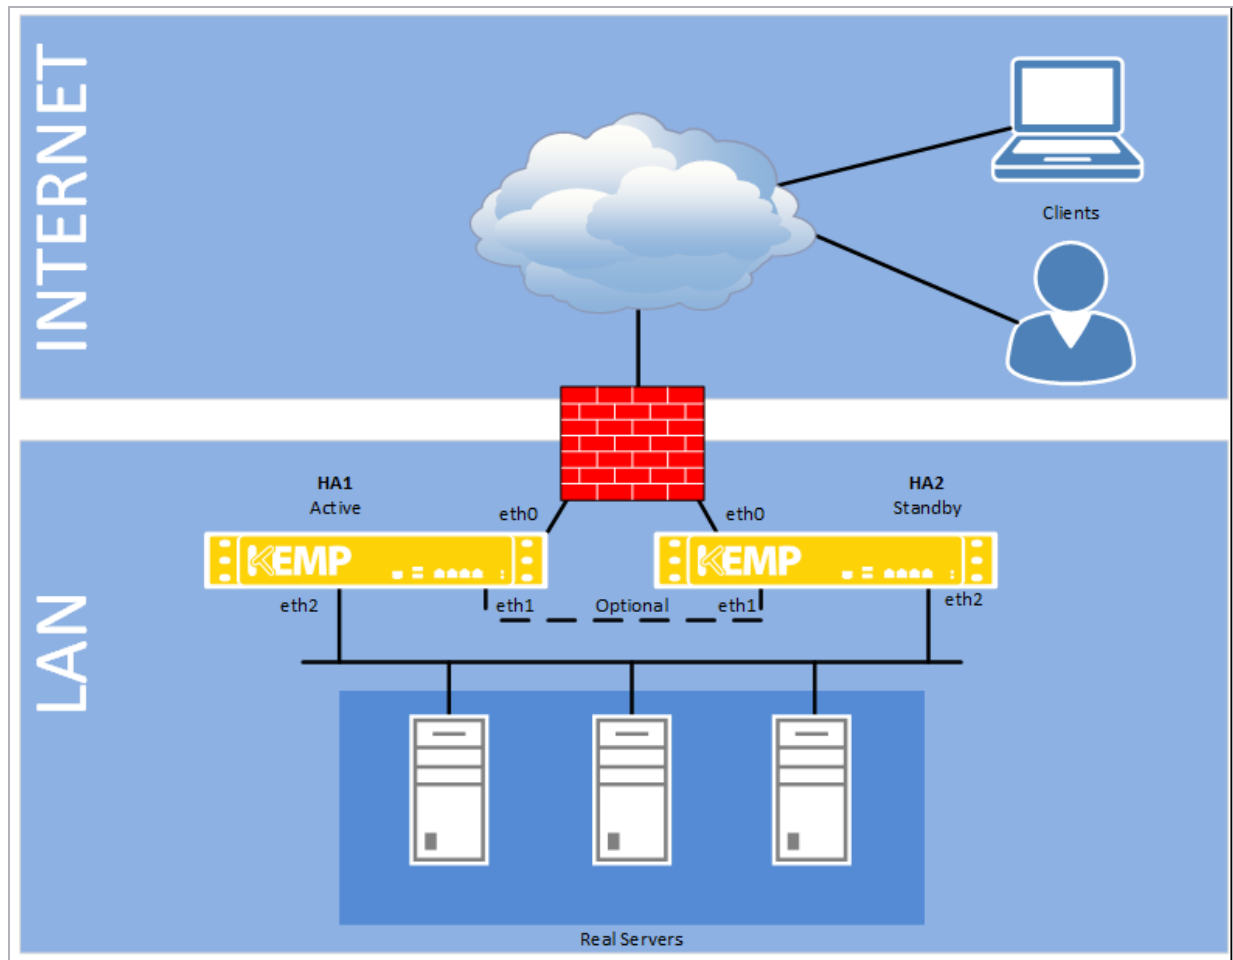 INTERNET
Clients
HA1
Active
HA2
Standby
eth0
eth0
KEMP
KEMP
eth2
eth1
Optional
eth1
eth2
LAN
Real Servers